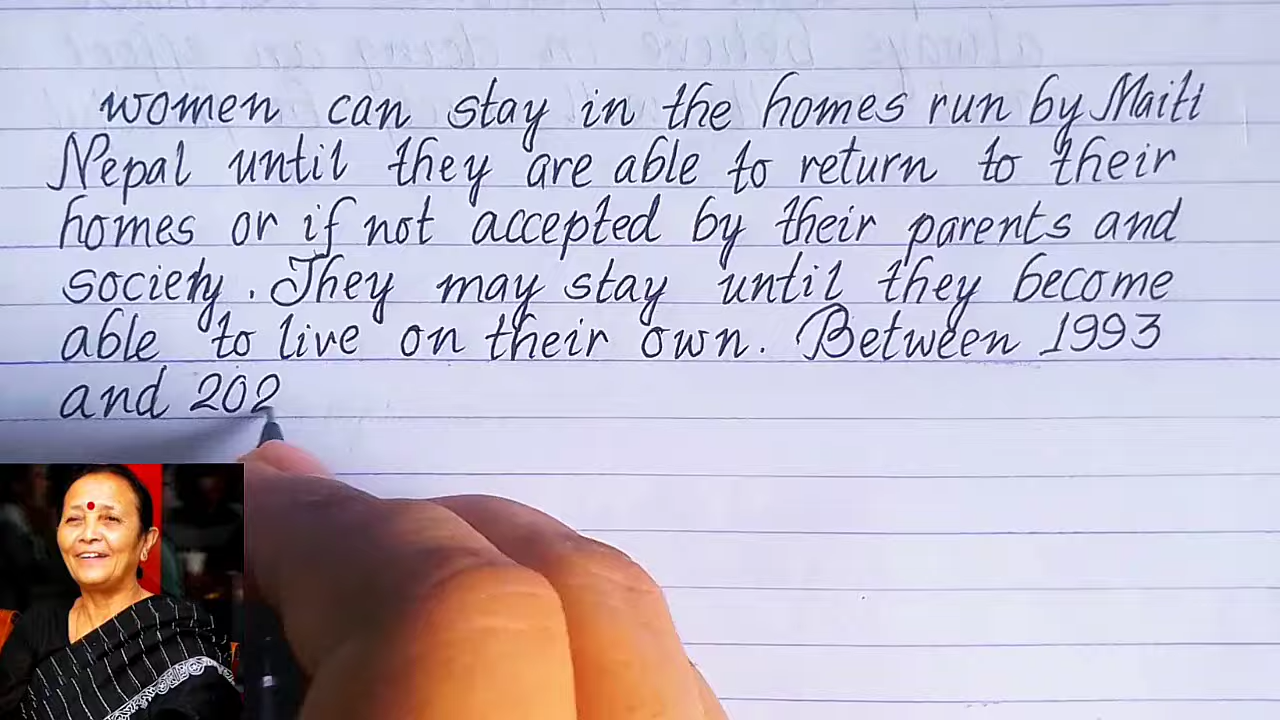 women can stay in the homes run by Maiti
Nepal until they are able to return to their
homes or if not accepted by their parents and
society. They may stay until they become
able to live on their own. Between 1993
and 202